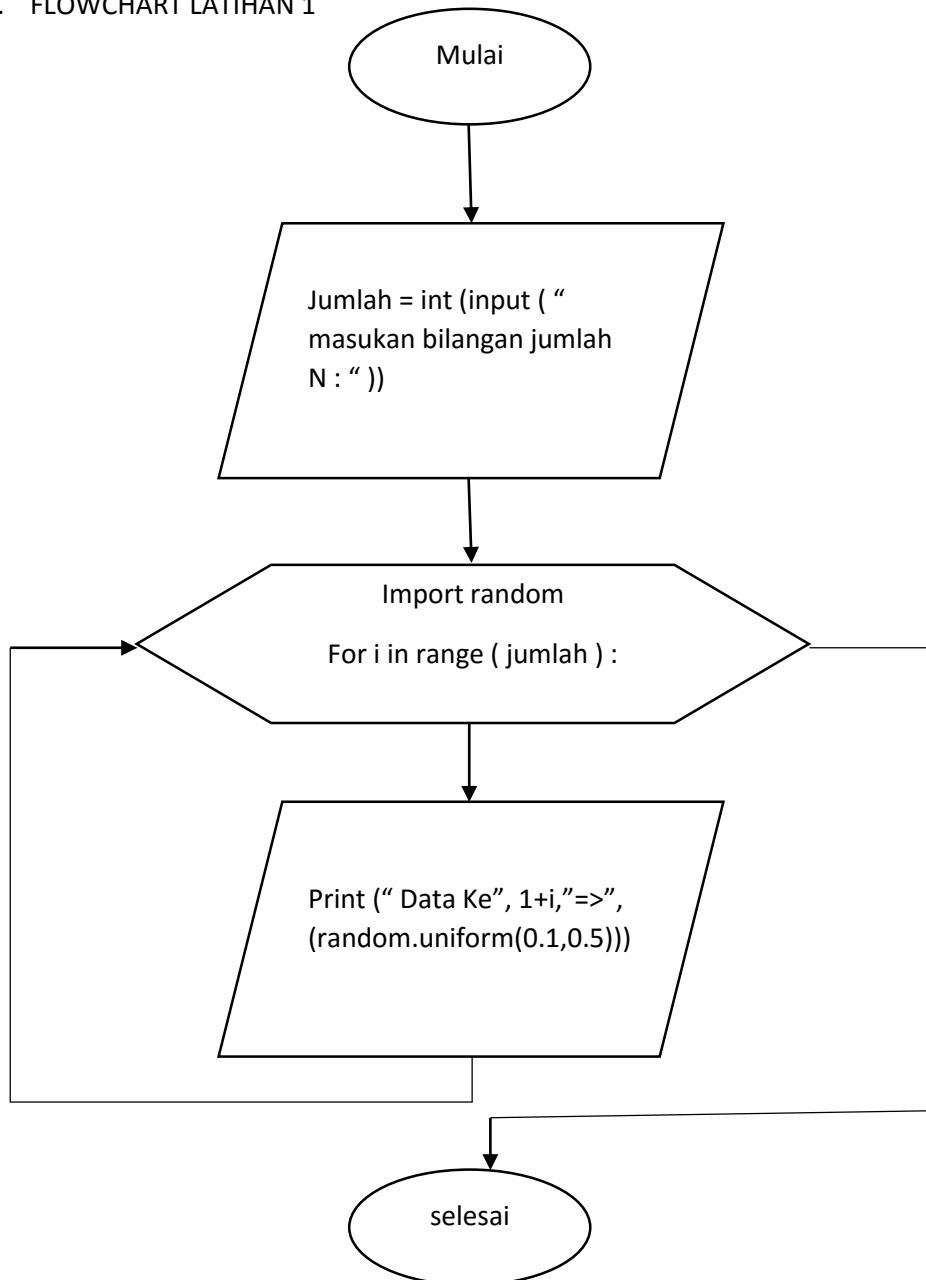 . FLOWCHART LATIHAN 1
Mulai
Jumlah = int (input ( “
masukan bilangan jumlah
N : “ ))
Import random
For i in range ( jumlah ) :
Print (“ Data Ke”, 1+i,”=>”,
(random.uniform(0.1,0.5)))
selesai